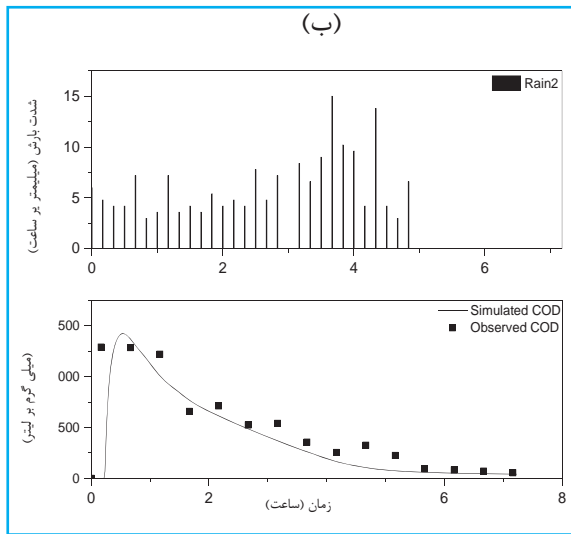 (ب)
Rain2
شدت بارش (میلیمتر بر ساعت)
15
10
5
0
0 2 4 6
Simulated COD
Observed COD
(میلی گرم بر لیتر)
500
000
500
0
0 2 4 6 8
زمان (ساعت)